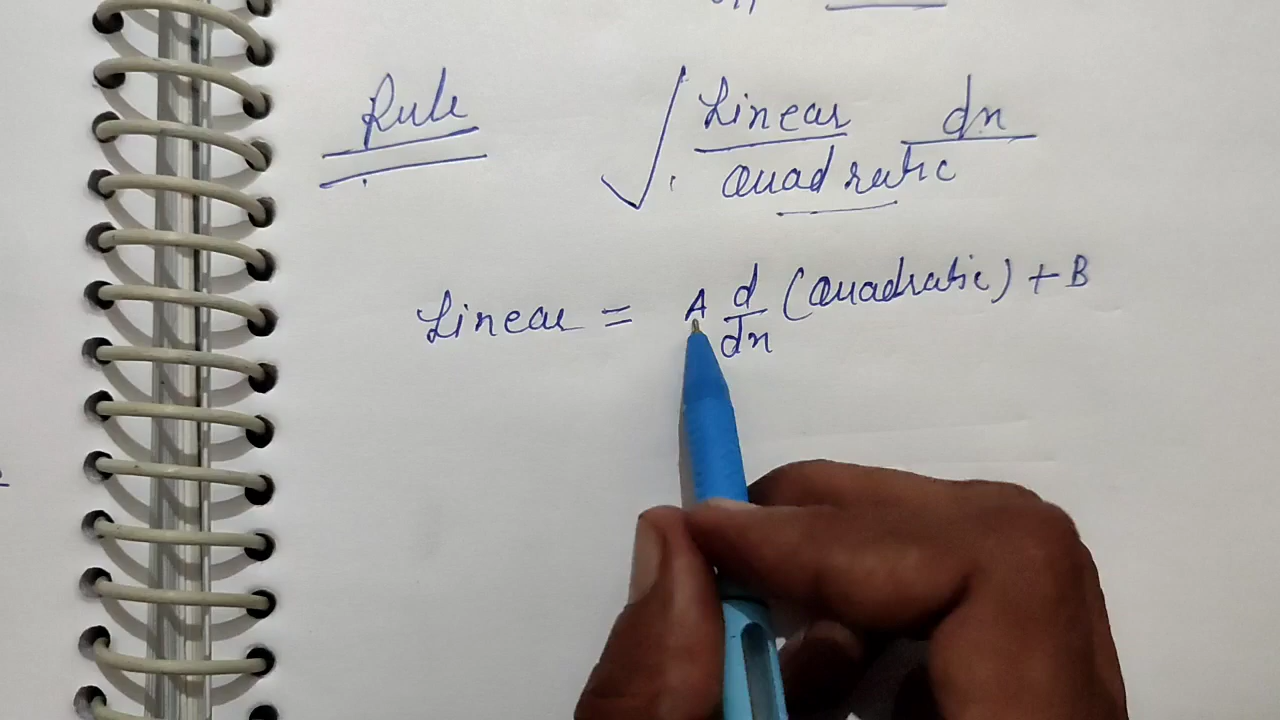 Rule
∫ Linear / Quadratic dx
Linear = A d/dx (Quadratic) + B